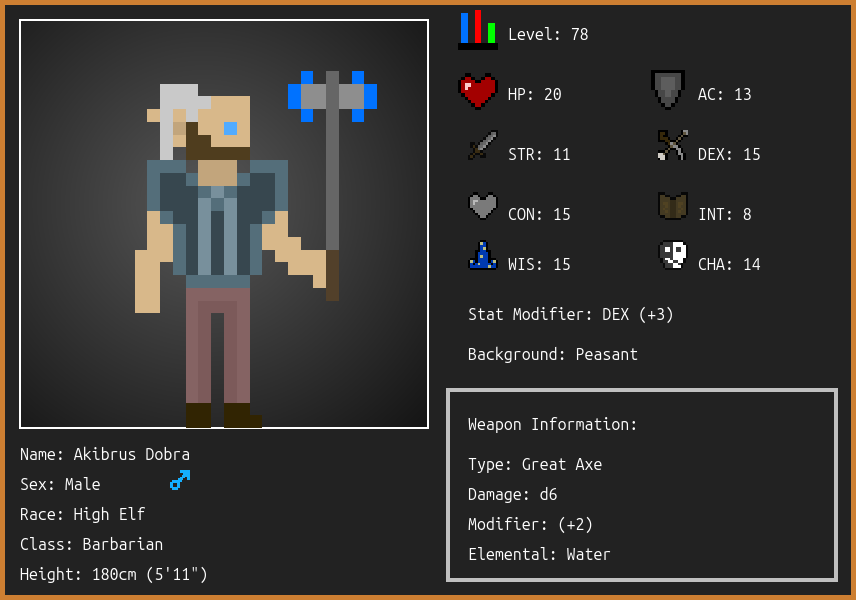 Level: 78
HP: 20
AC: 13
STR: 11
DEX: 15
CON: 15
INT: 8
WIS: 15
CHA: 14
Stat Modifier: DEX (+3)
Background: Peasant
Weapon Information:
Type: Great Axe
Damage: d6
Modifier: (+2)
Elemental: Water
Name: Akibrus Dobra
Sex: Male
Race: High Elf
Class: Barbarian
Height: 180cm (5'11")